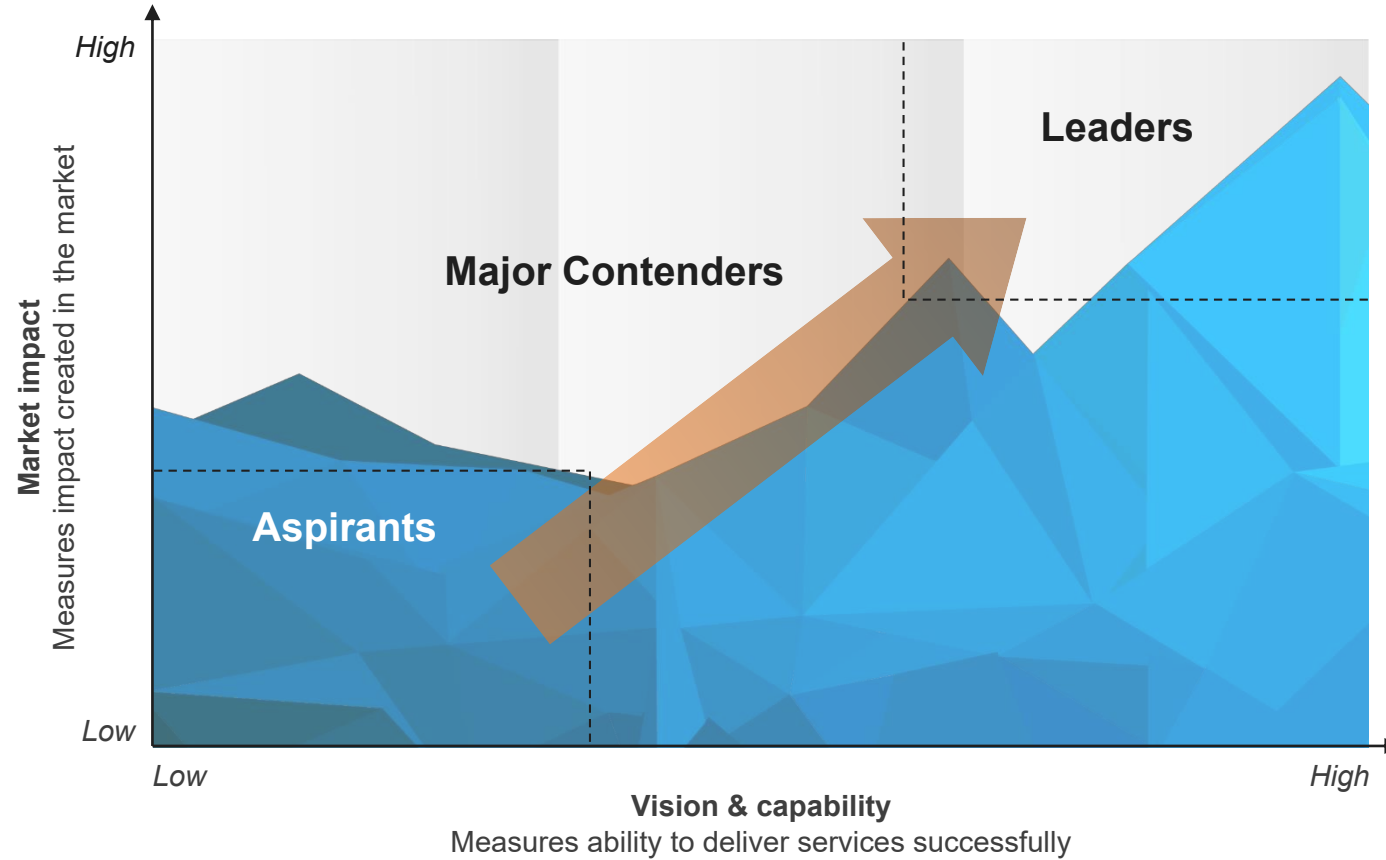 High
Leaders
Major Contenders
Market impact
Measures impact created in the market
Aspirants
Low
Low
High
Vision & capability
Measures ability to deliver services successfully